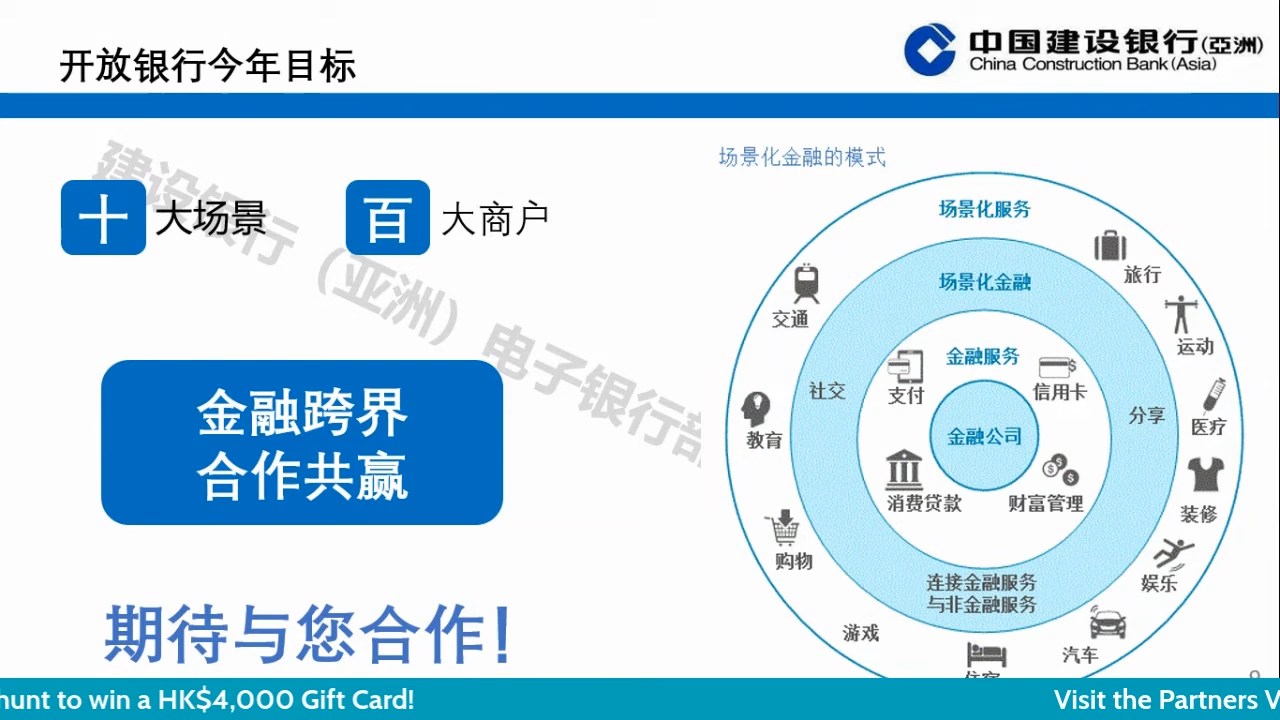 开放银行今年目标
中国建设银行(亞洲)
China Construction Bank (Asia)
建设银行（亚洲）电子银行部
十大场景
百大商户
金融跨界
合作共赢
期待与您合作!
场景化金融的模式
场景化服务
旅行
交通
场景化金融
运动
金融服务
支付
信用卡
社交
分享
教育
医疗
金融公司
消费贷款
财富管理
装修
购物
娱乐
连接金融服务
与非金融服务
游戏
汽车
hunt to win a HK$4,000 Gift Card!
Visit the Partners